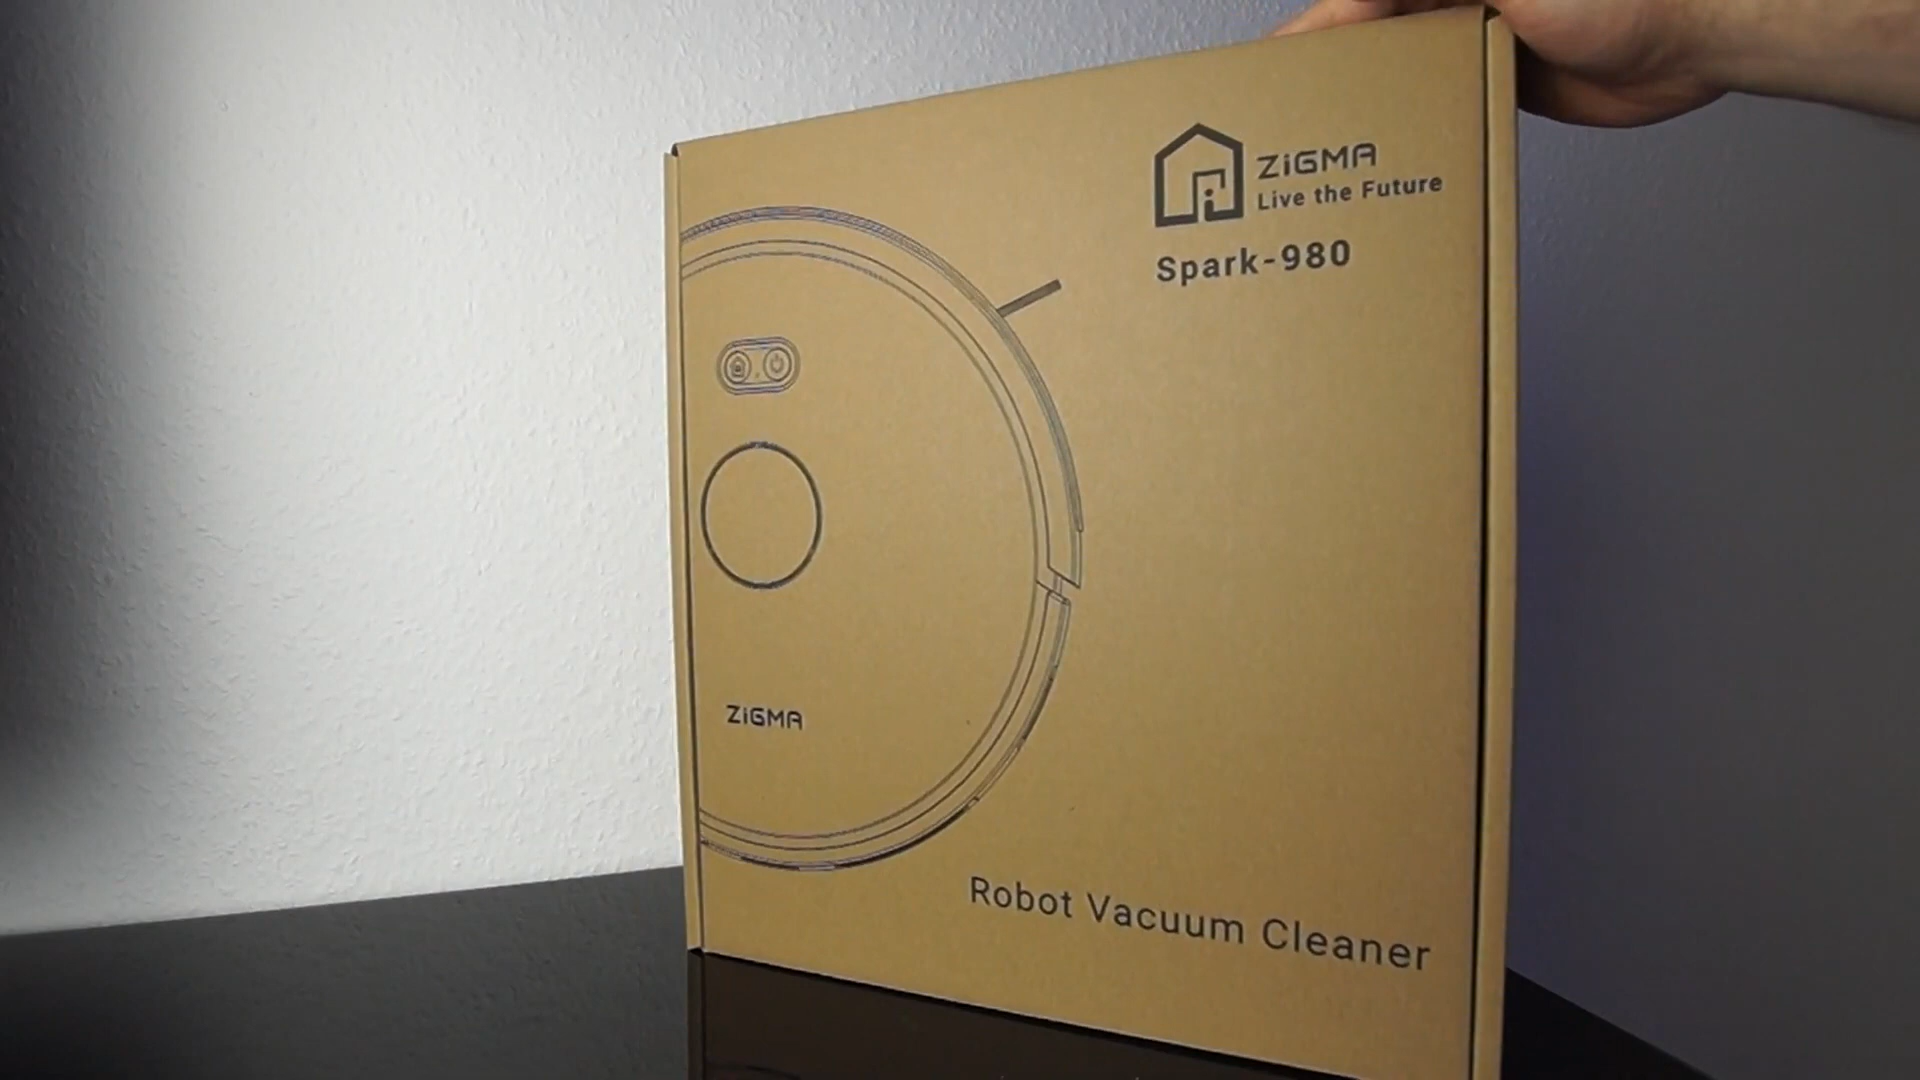 ZiGMA
Live the Future
Spark-980
ZiGMA
Robot Vacuum Cleaner